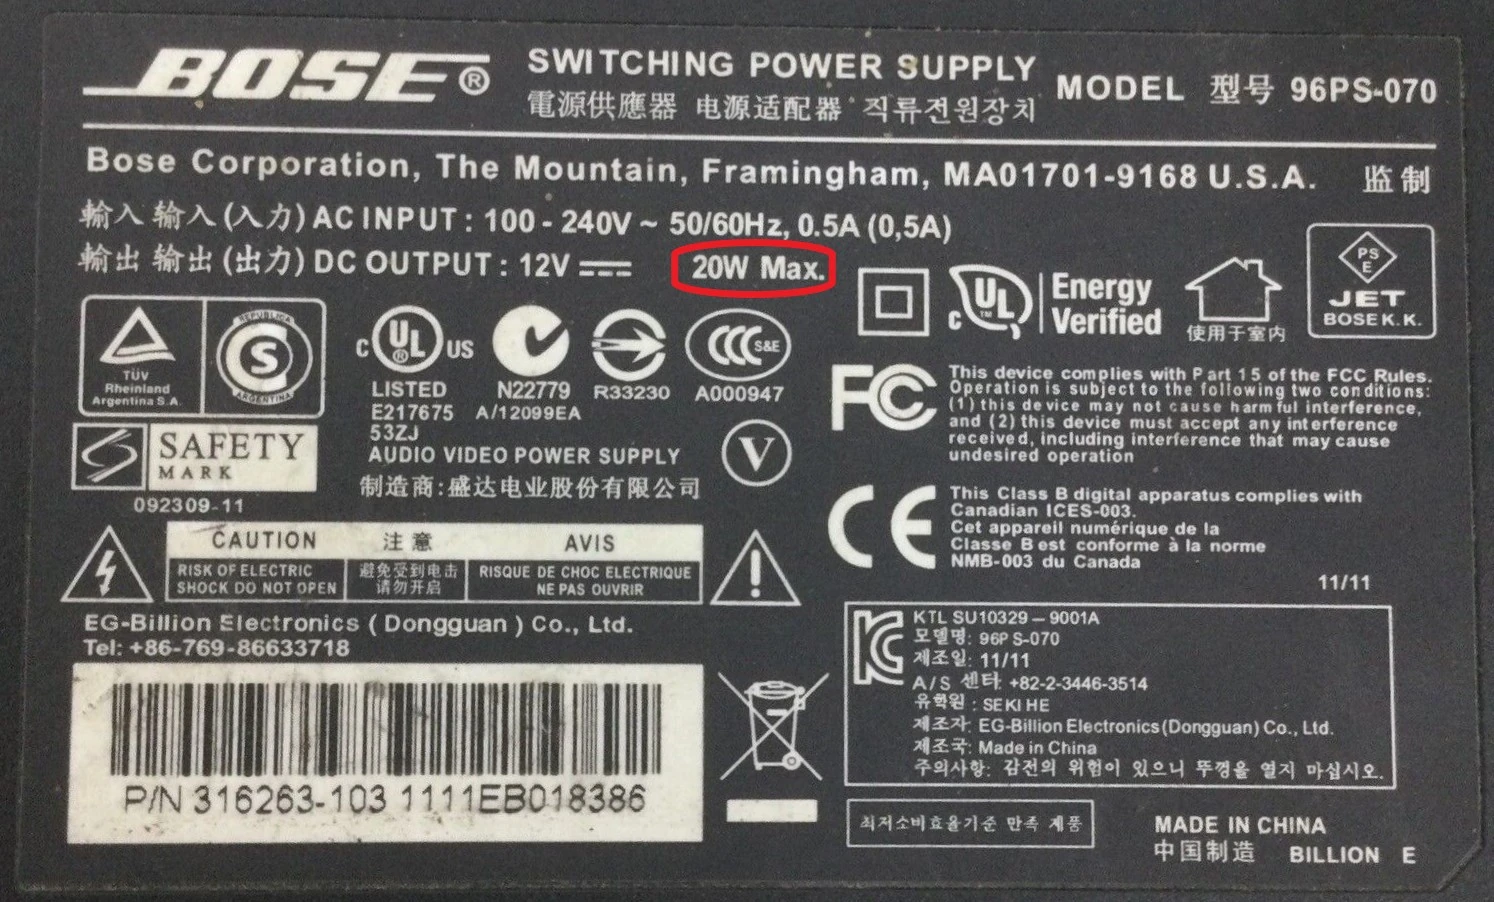 BOSE®
SWITCHING POWER SUPPLY
電源供應器 电源适配器 직류전원장치
MODEL 型号 96PS-070
Bose Corporation, The Mountain, Framingham, MA01701-9168 U.S.A. 监制
輸入 输入 (入力) AC INPUT : 100 - 240V ~ 50/60Hz, 0.5A (0,5A)
輸出 输出 (出力) DC OUTPUT : 12V 20W Max.
TÜV
Rheinland
Argentina S.A.
REPUBLICA
S
ARGENTINA
C UL ® US
LISTED
E217675
53ZJ
AUDIO VIDEO POWER SUPPLY
制造商:盛达电业股份有限公司
N22779
A/12099EA
R33230
CCC S&E
A000947
V
C UL ™
Energy
Verified
使用于室内
PS
E
JET
BOSE K.K.
SAFETY
MARK
092309-11
FC
This device complies with Part 15 of the FCC Rules.
Operation is subject to the following two conditions:
(1) this device may not cause harmful interference,
and (2) this device must accept any interference
received, including interference that may cause
undesired operation
CE
This Class B digital apparatus complies with
Canadian ICES-003.
Cet appareil numérique de la
Classe B est conforme à la norme
NMB-003 du Canada
11/11
CAUTION 注意 AVIS
RISK OF ELECTRIC
SHOCK DO NOT OPEN
避免受到电击
请勿开启
RISQUE DE CHOC ELECTRIQUE
NE PAS OUVRIR
EG-Billion Electronics ( Dongguan ) Co., Ltd.
Tel: +86-769-86633718
P/N 316263-103 1111EB018386
KC
KTL SU10329 – 9001A
모델명: 96PS-070
제조일: 11/11
A/S 센터: +82-2-3446-3514
유학원 : SEKI HE
제조자: EG-Billion Electronics (Dongguan) Co., Ltd.
제조국: Made in China
주의사항: 감전의 위험이 있으니 뚜껑을 열지 마십시오.
최저소비효율기준 만족 제품
MADE IN CHINA
中国制造 BILLION E